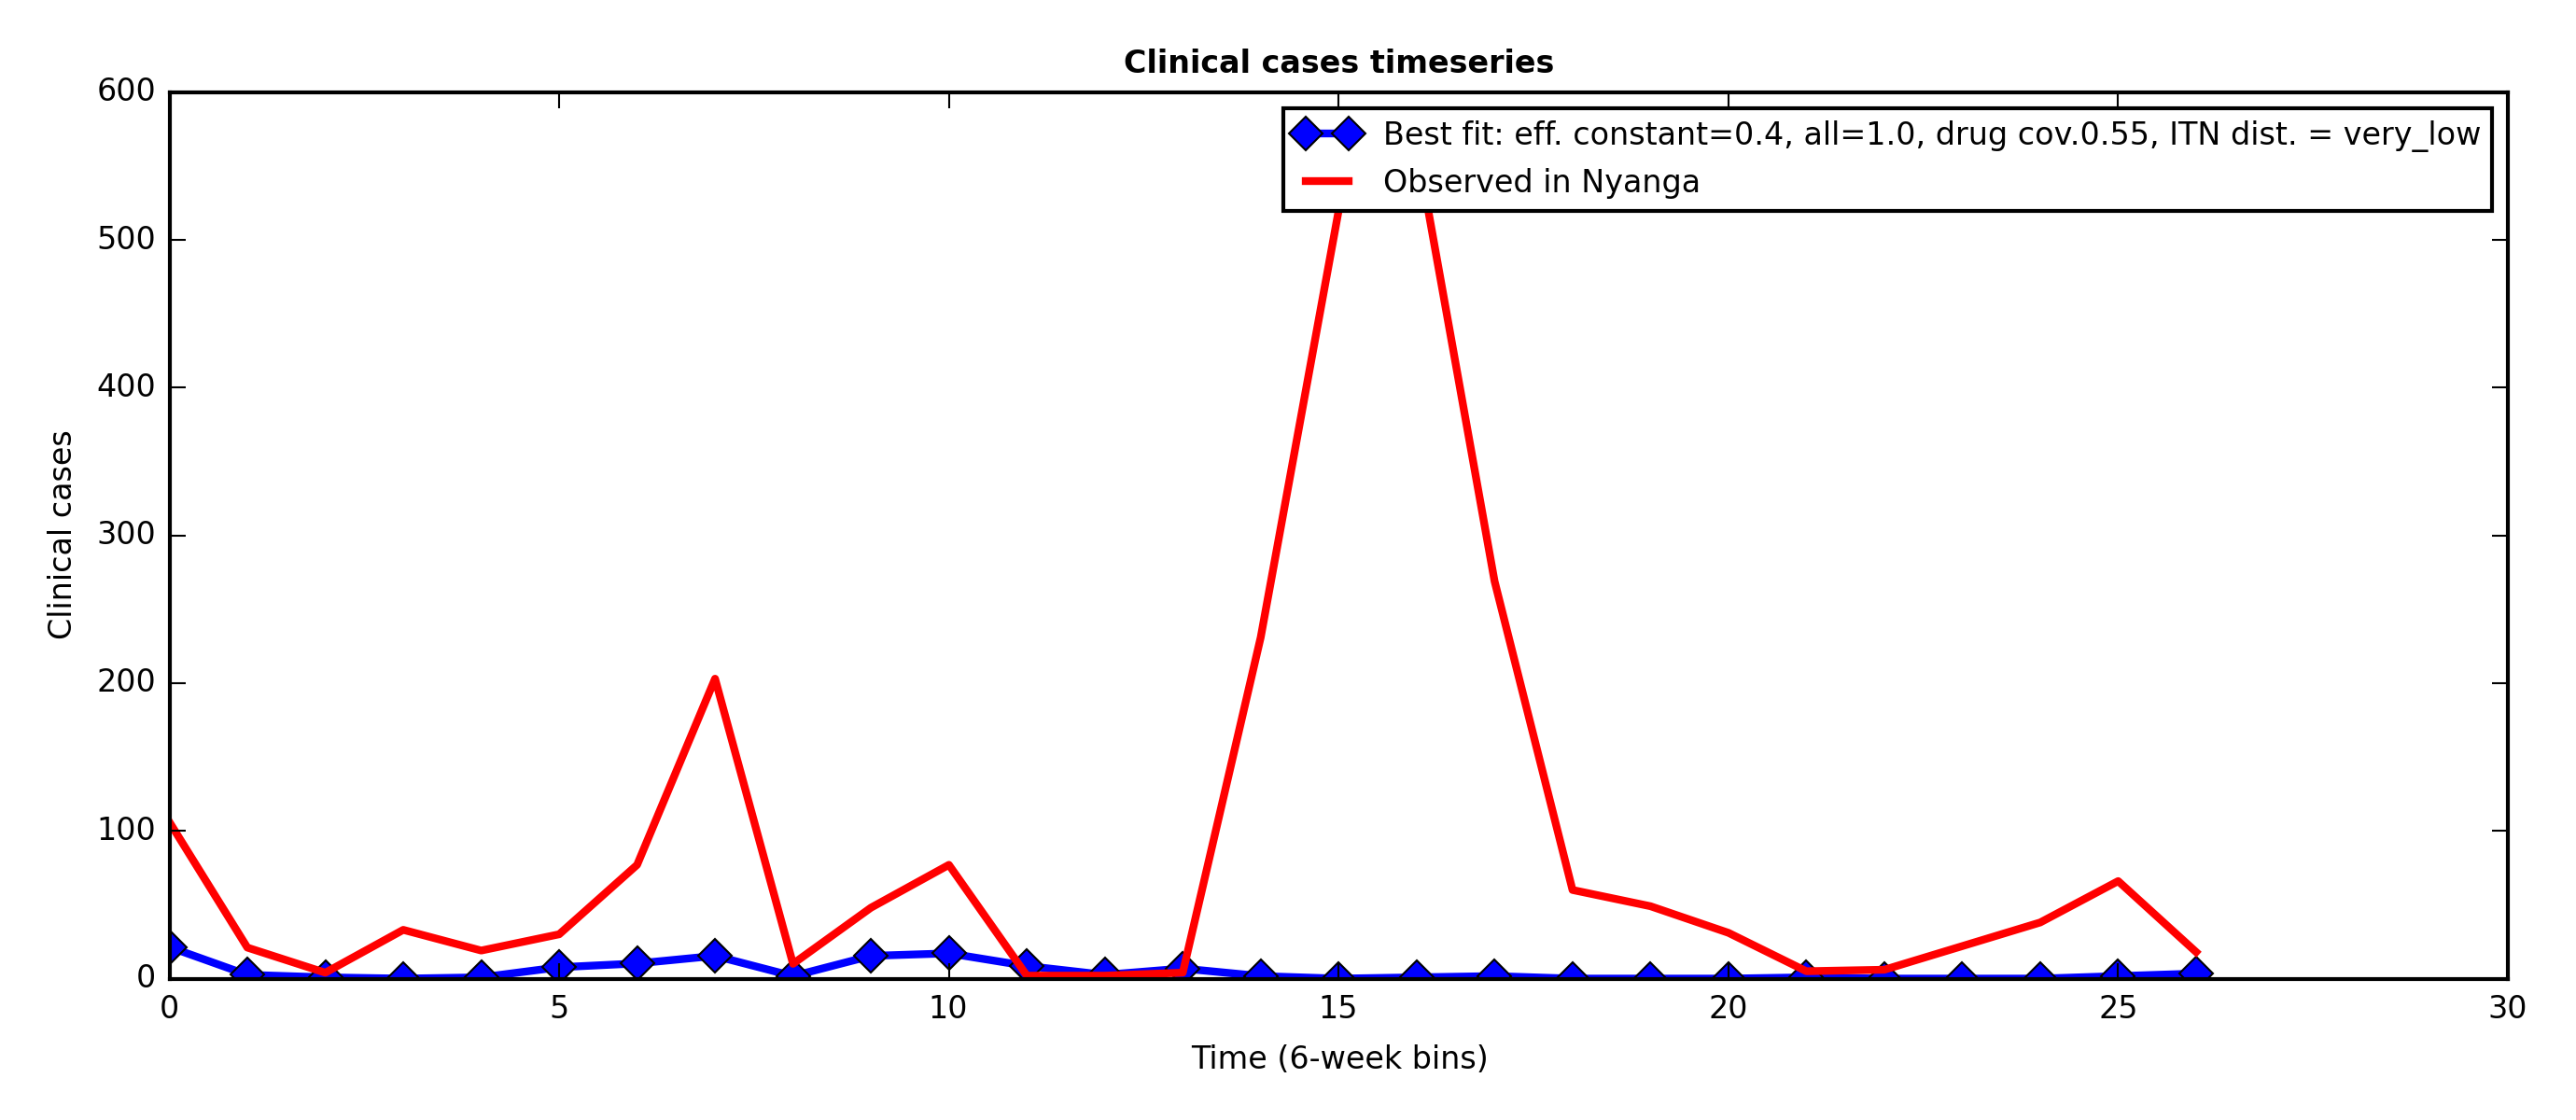 Clinical cases timeseries
600
500
400
300
200
100
0
Clinical cases
Best fit: eff. constant=0.4, all=1.0, drug cov.0.55, ITN dist. = very_low
Observed in Nyanga
0 5 10 15 20 25 30
Time (6-week bins)